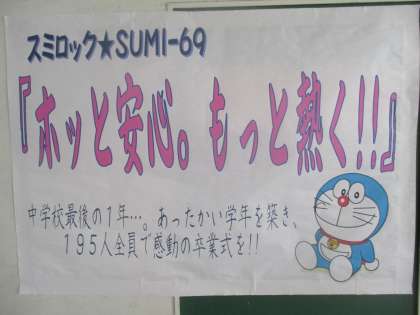 スミロック★SUMI-69
『ホッと安心。もっと熱く!!』
中学校最後の1年…。あったかい学年を築き、
195人全員で感動の卒業式を!!